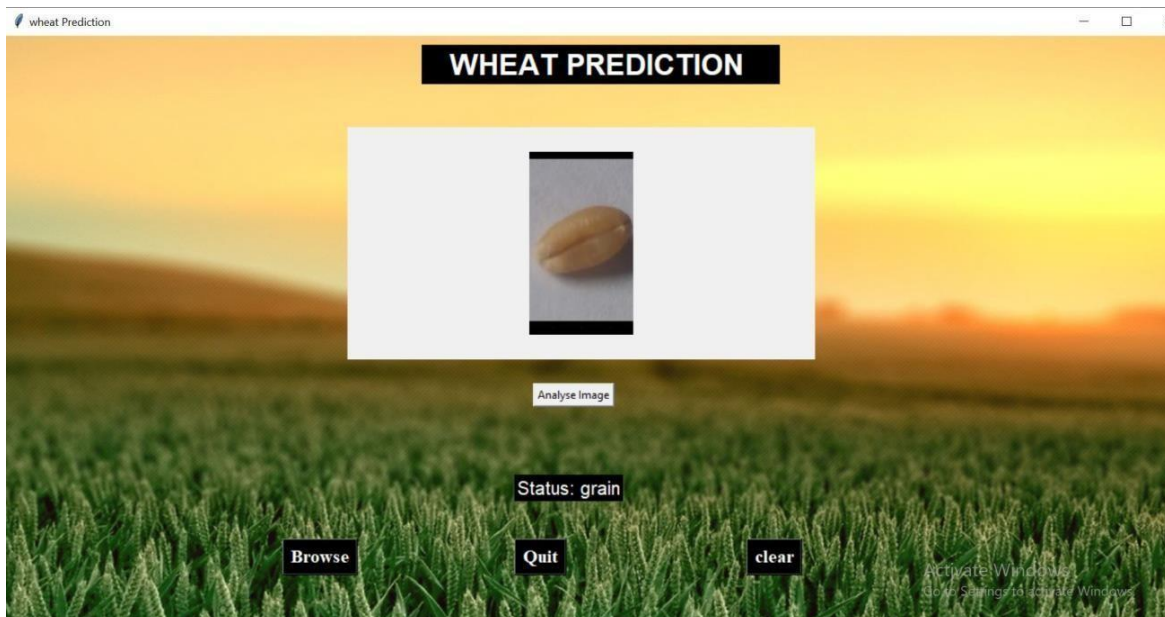 wheat Prediction
WHEAT PREDICTION
Analyse Image
Status: grain
Browse
Quit
clear
Activate Windows
Go to Settings to activate Windows.